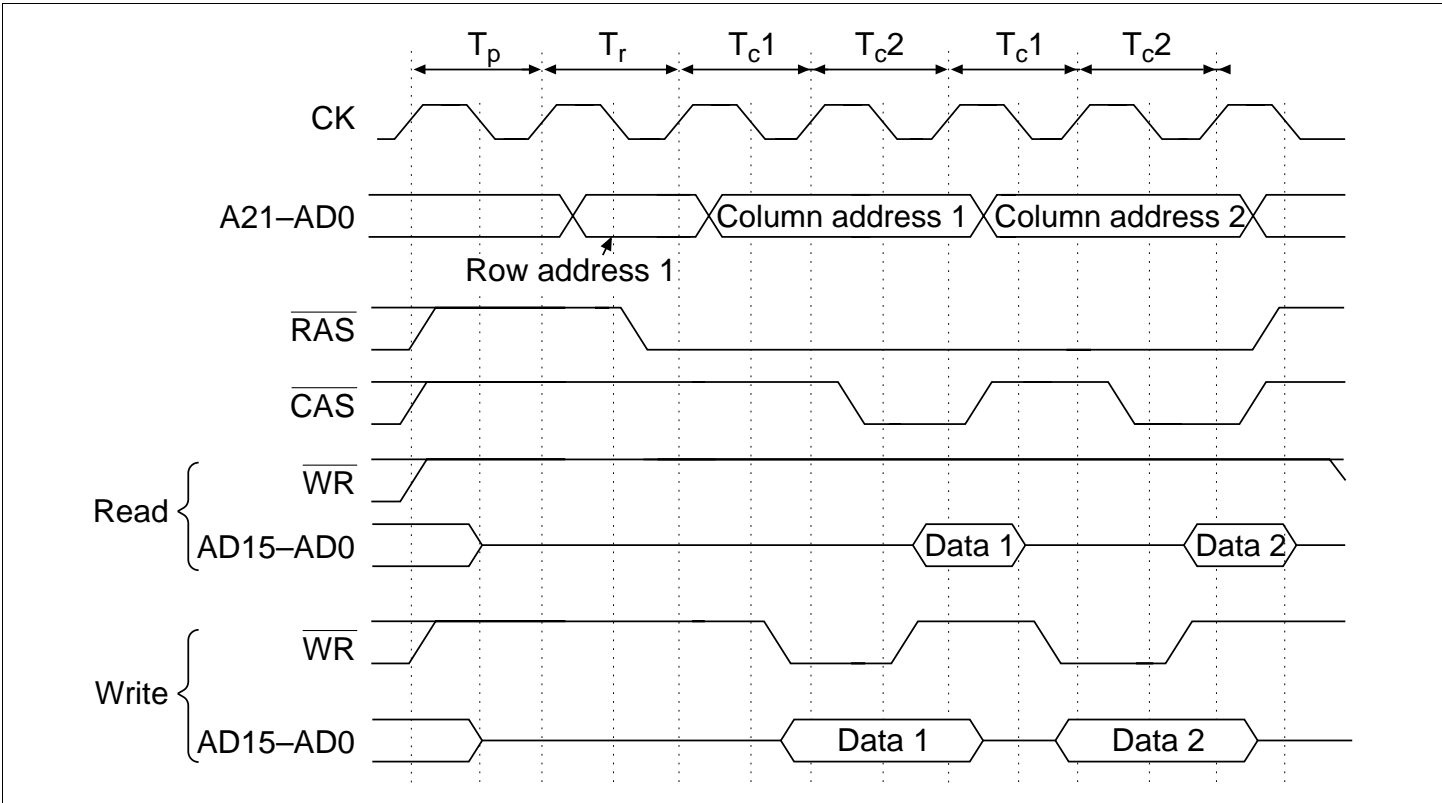 Tp Tr Tc1 Tc2 Tc1 Tc2
CK
A21–AD0 Column address 1 Column address 2
Row address 1
RAS
CAS
WR
Read
AD15–AD0 Data 1 Data 2
WR
Write
AD15–AD0 Data 1 Data 2